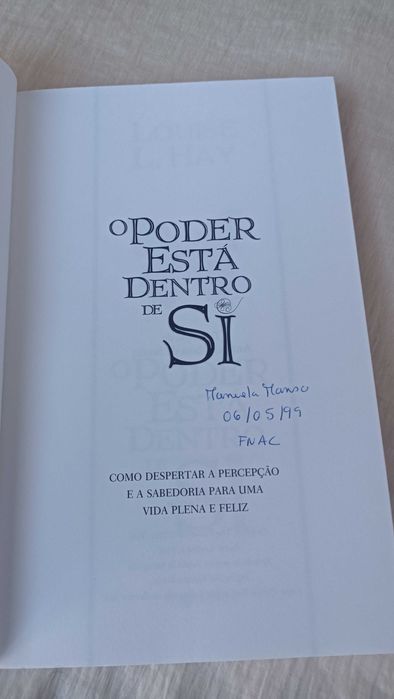 O PODER
ESTÁ
DENTRO
DE SI
Manuela Manso
06/05/99
FNAC
COMO DESPERTAR A PERCEPÇÃO
E A SABEDORIA PARA UMA
VIDA PLENA E FELIZ